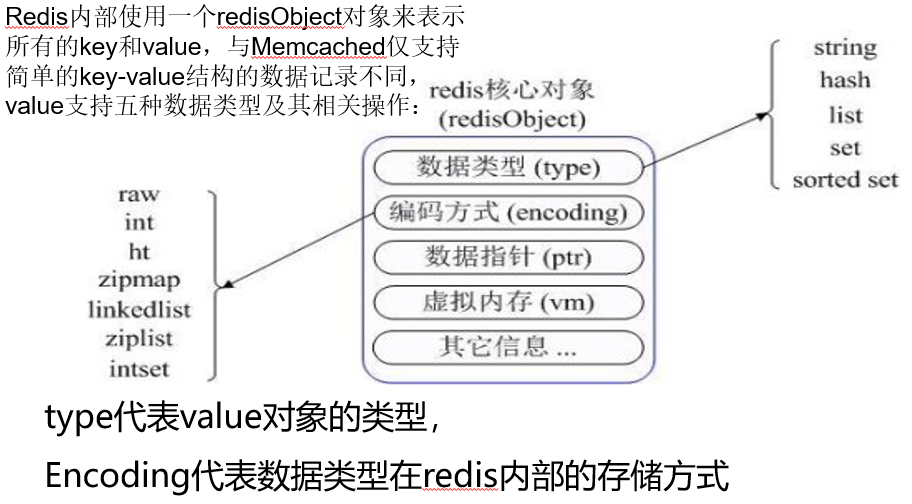 Redis内部使用一个redisObject对象来表示
所有的key和value，与Memcached仅支持
简单的key-value结构的数据记录不同，
value支持五种数据类型及其相关操作：
redis核心对象
(redisObject)
数据类型 (type)
编码方式 (encoding)
数据指针 (ptr)
虚拟内存 (vm)
其它信息 ...
string
hash
list
set
sorted set
raw
int
ht
zipmap
linkedlist
ziplist
intset
type代表value对象的类型，
Encoding代表数据类型在redis内部的存储方式